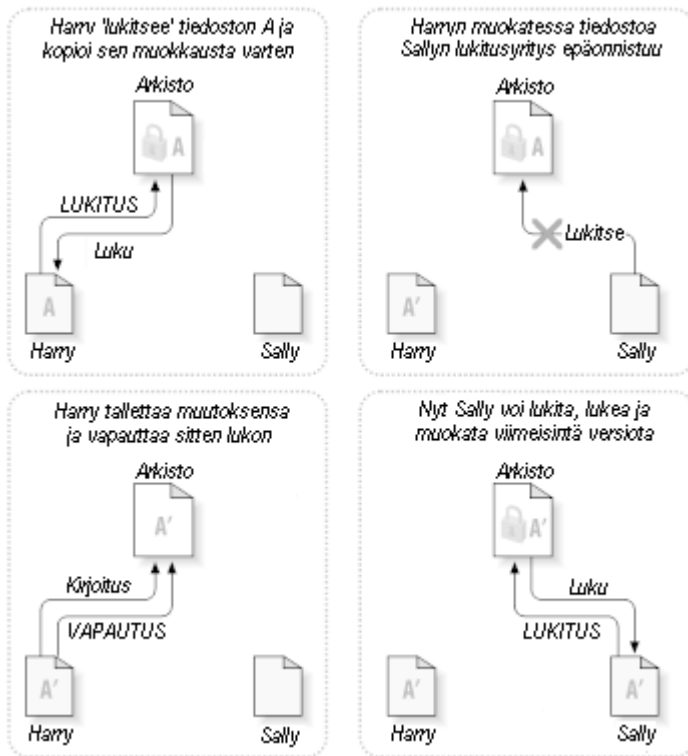 Harry 'lukitsee' tiedoston A ja
kopioi sen muokkausta varten
Arkisto
A
LUKITUS
Luku
A
Harry
Sally
Harryn muokatessa tiedostoa
Sallyn lukitusyritys epäonnistuu
Arkisto
A
Lukitse
A'
Harry
Sally
Harry tallettaa muutoksensa
ja vapauttaa sitten lukon
Arkisto
A'
Kirjoitus
VAPAUTUS
A'
Harry
Sally
Nyt Sally voi lukita, lukea ja
muokata viimeisintä versiota
Arkisto
A'
Luku
LUKITUS
A'
A'
Harry
Sally